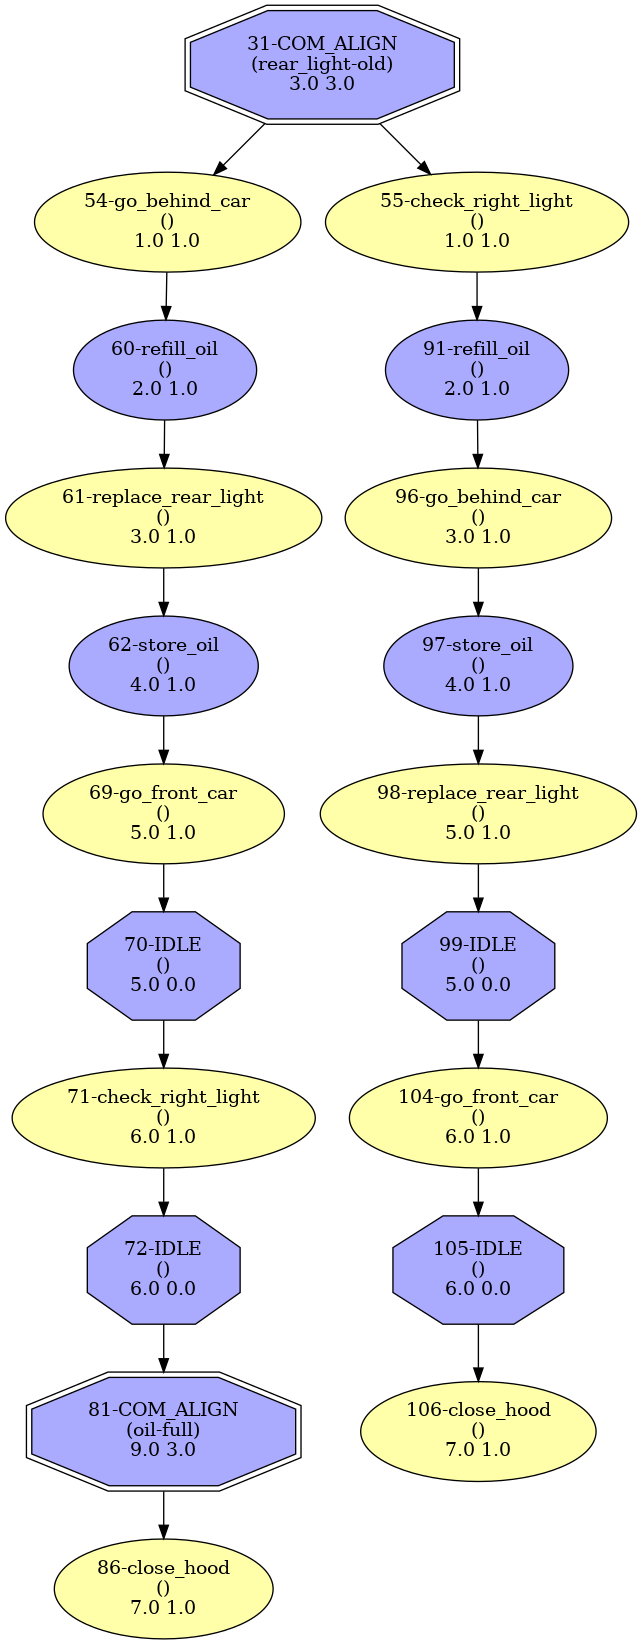 31-COM_ALIGN
(rear_light-old)
3.0 3.0
54-go_behind_car
()
1.0 1.0
55-check_right_light
()
1.0 1.0
60-refill_oil
()
2.0 1.0
91-refill_oil
()
2.0 1.0
61-replace_rear_light
()
3.0 1.0
96-go_behind_car
()
3.0 1.0
62-store_oil
()
4.0 1.0
97-store_oil
()
4.0 1.0
69-go_front_car
()
5.0 1.0
98-replace_rear_light
()
5.0 1.0
70-IDLE
()
5.0 0.0
99-IDLE
()
5.0 0.0
71-check_right_light
()
6.0 1.0
104-go_front_car
()
6.0 1.0
72-IDLE
()
6.0 0.0
105-IDLE
()
6.0 0.0
81-COM_ALIGN
(oil-full)
9.0 3.0
106-close_hood
()
7.0 1.0
86-close_hood
()
7.0 1.0